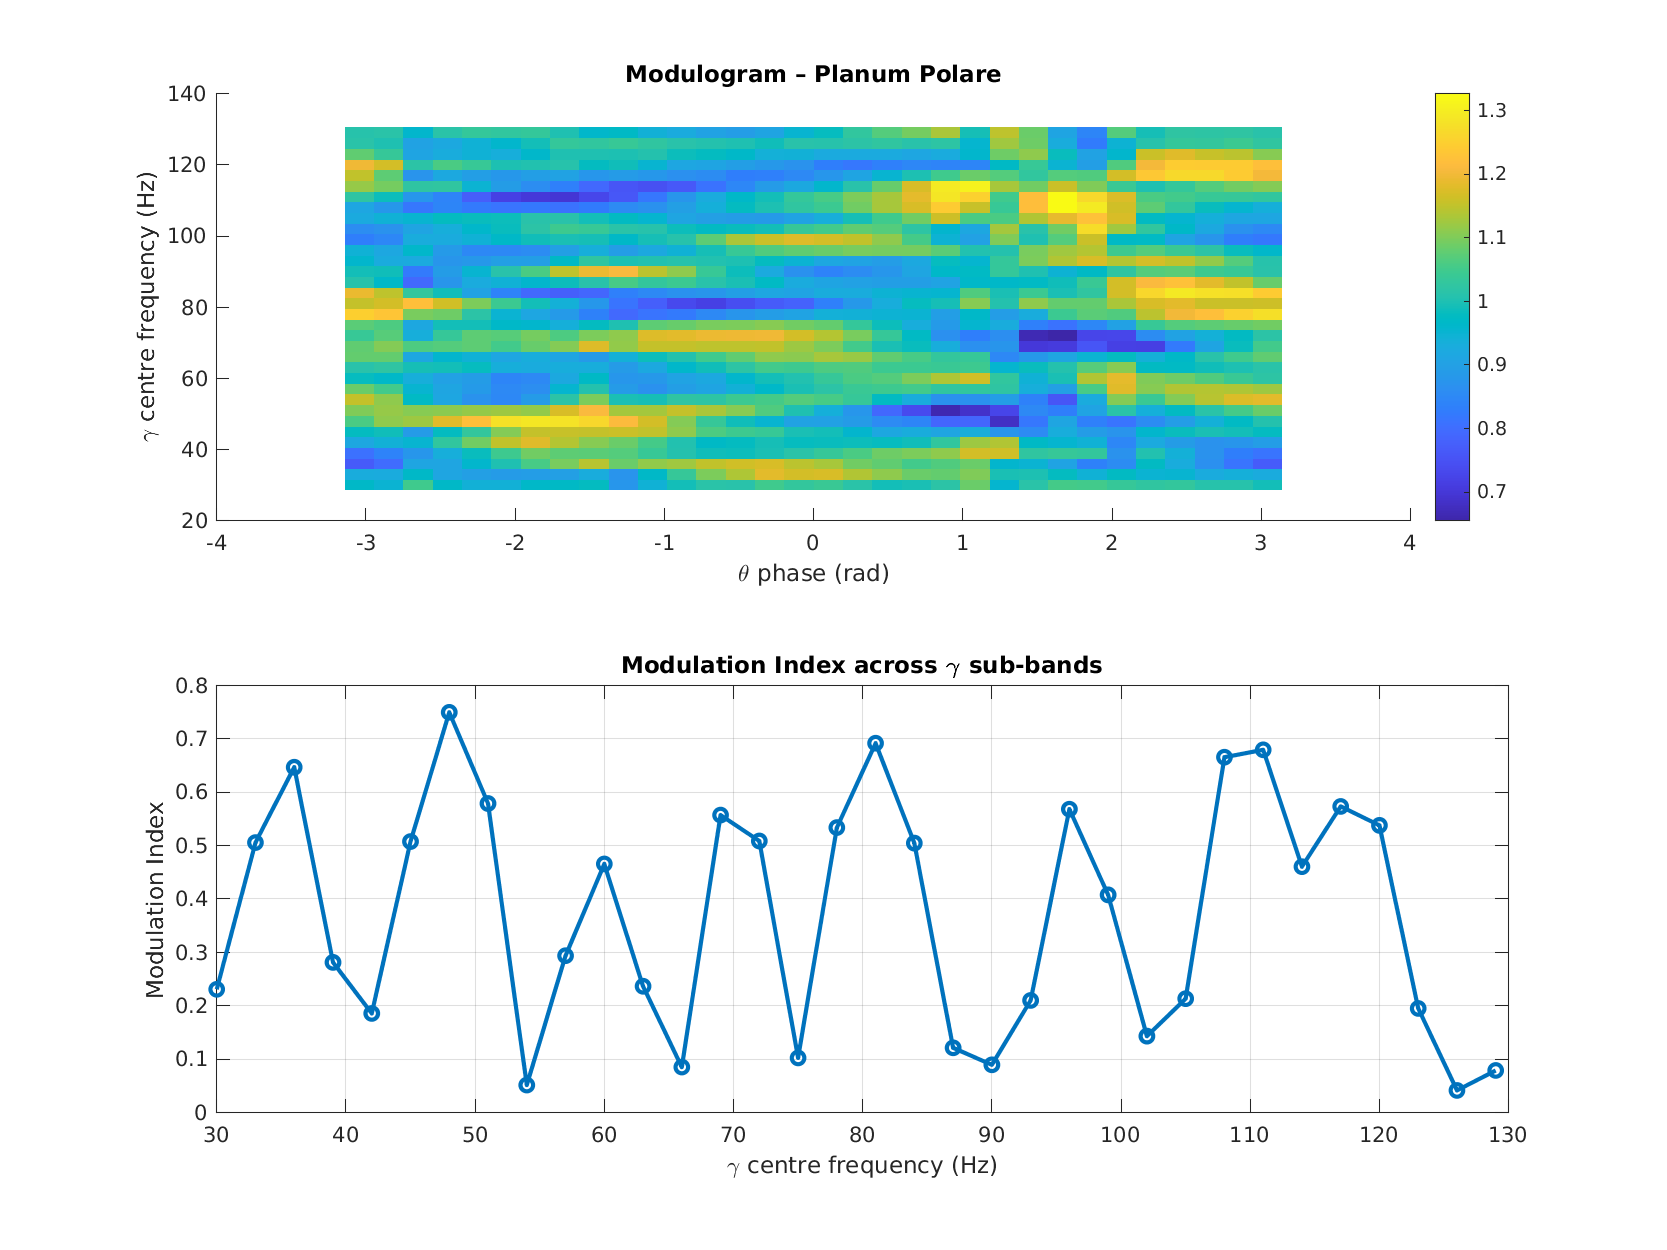 Modulogram – Planum Polare
140
120
100
80
60
40
20
γ centre frequency (Hz)
-4 -3 -2 -1 0 1 2 3 4
θ phase (rad)
1.3
1.2
1.1
1
0.9
0.8
0.7
Modulation Index across γ sub-bands
0.8
0.7
0.6
0.5
0.4
0.3
0.2
0.1
0
Modulation Index
30 40 50 60 70 80 90 100 110 120 130
γ centre frequency (Hz)